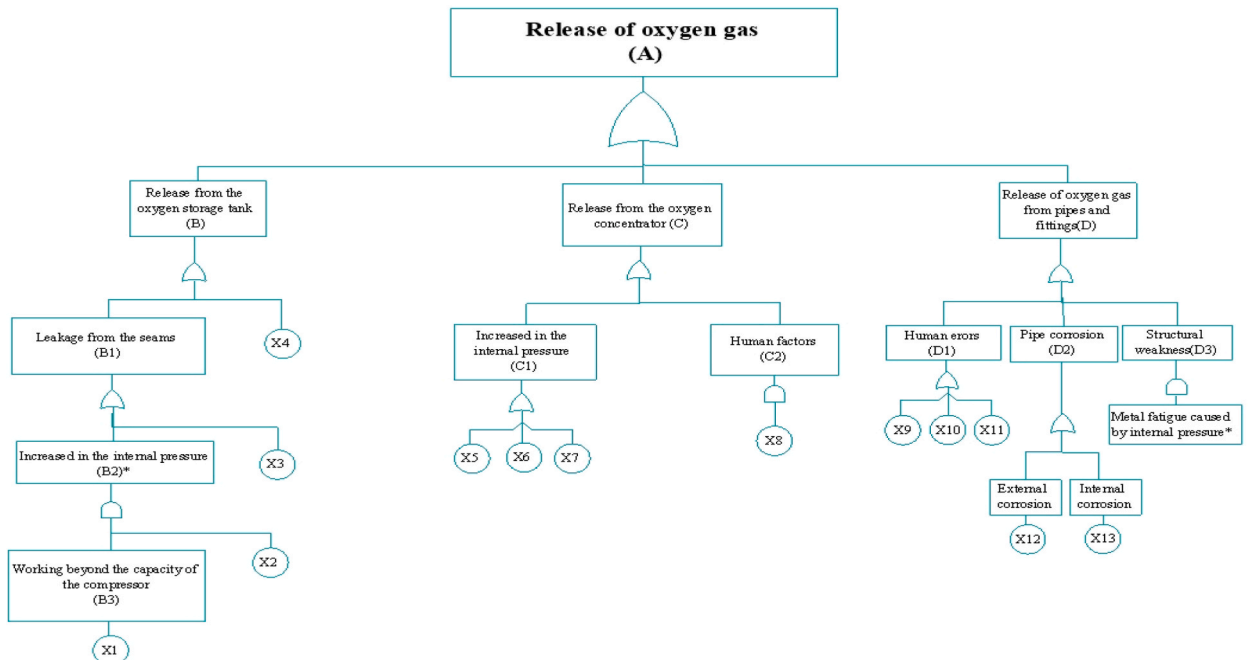 Release of oxygen gas
(A)
Release from the
oxygen storage tank
(B)
Release from the oxygen
concentrator (C)
Release of oxygen gas
from pipes and
fittings(D)
Leakage from the seams
(B1)
X4
Increased in the
internal pressure
(C1)
Human factors
(C2)
Human erors
(D1)
Pipe corrosion
(D2)
Structural
weakness(D3)
X5
X6
X7
X8
X9
X10
X11
Metal fatigue caused
by internal pressure*
Increased in the internal pressure
(B2)*
X3
External
corrosion
Internal
corrosion
X12
X13
Working beyond the capacity of
the compressor
(B3)
X2
X1